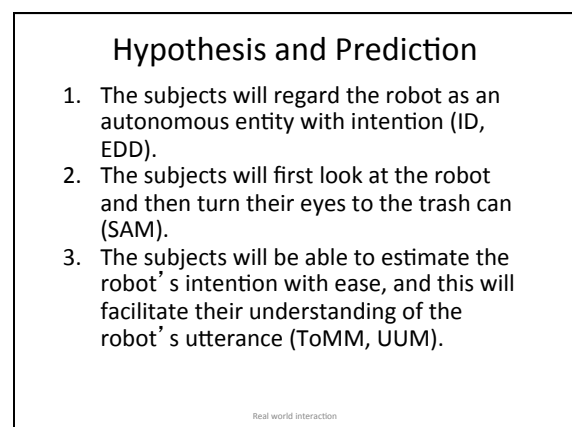 Hypothesis and Prediction
1. The subjects will regard the robot as an
autonomous entity with intention (ID,
EDD).
2. The subjects will first look at the robot
and then turn their eyes to the trash can
(SAM).
3. The subjects will be able to estimate the
robot's intention with ease, and this will
facilitate their understanding of the
robot's utterance (ToMM, UUM).
Real world interaction